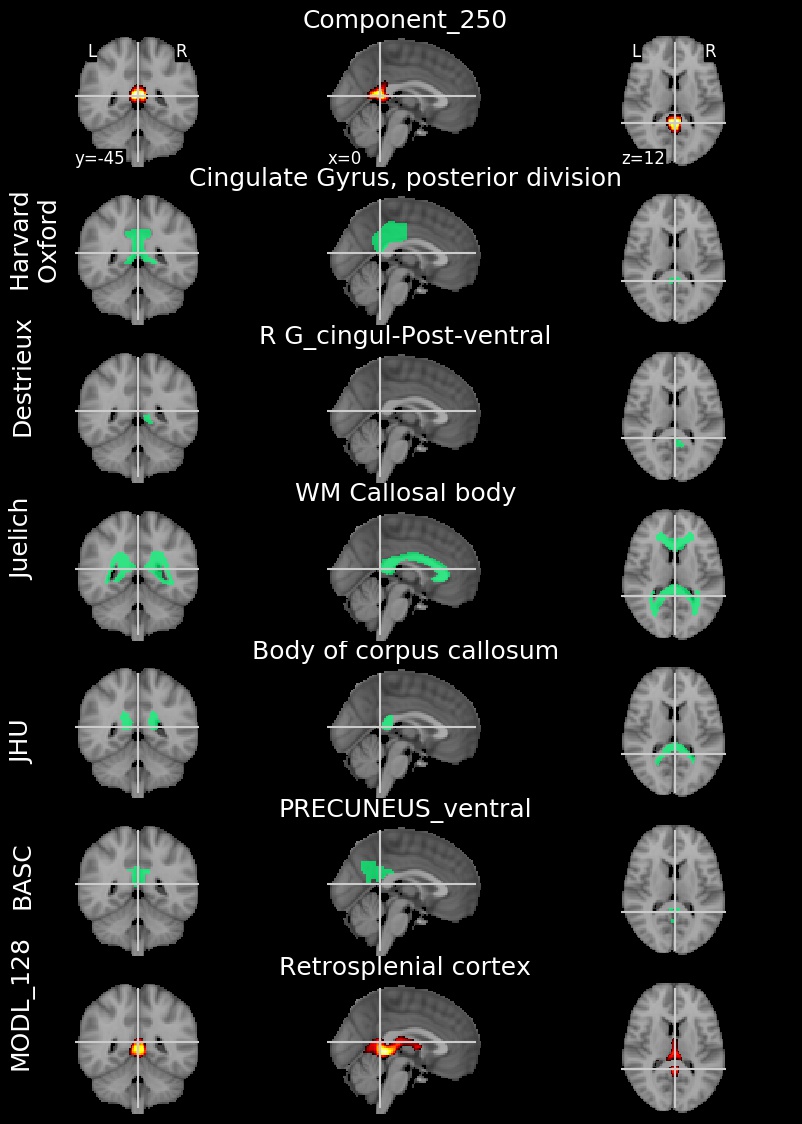 Component_250
L R
L R
y=-45
x=0
z=12
Cingulate Gyrus, posterior division
Harvard
Oxford
R G_cingul-Post-ventral
Destrieux
WM Callosal body
Juelich
Body of corpus callosum
JHU
PRECUNEUS_ventral
BASC
Retrosplenial cortex
MODL_128